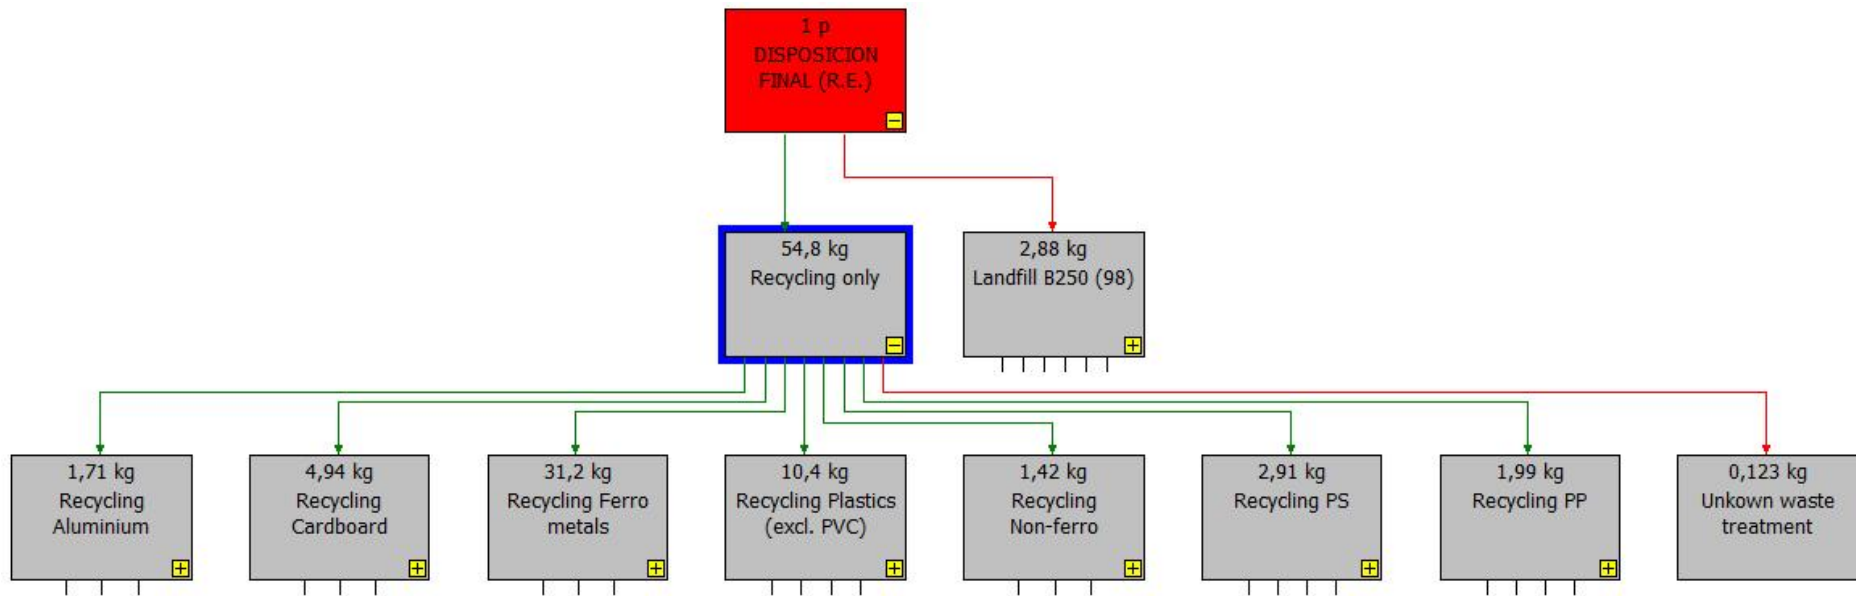 1 p
DISPOSICION
FINAL (R.E.)
54,8 kg
Recycling only
2,88 kg
Landfill B250 (98)
1,71 kg
Recycling
Aluminium
4,94 kg
Recycling
Cardboard
31,2 kg
Recycling Ferro
metals
10,4 kg
Recycling Plastics
(excl. PVC)
1,42 kg
Recycling
Non-ferro
2,91 kg
Recycling PS
1,99 kg
Recycling PP
0,123 kg
Unkown waste
treatment